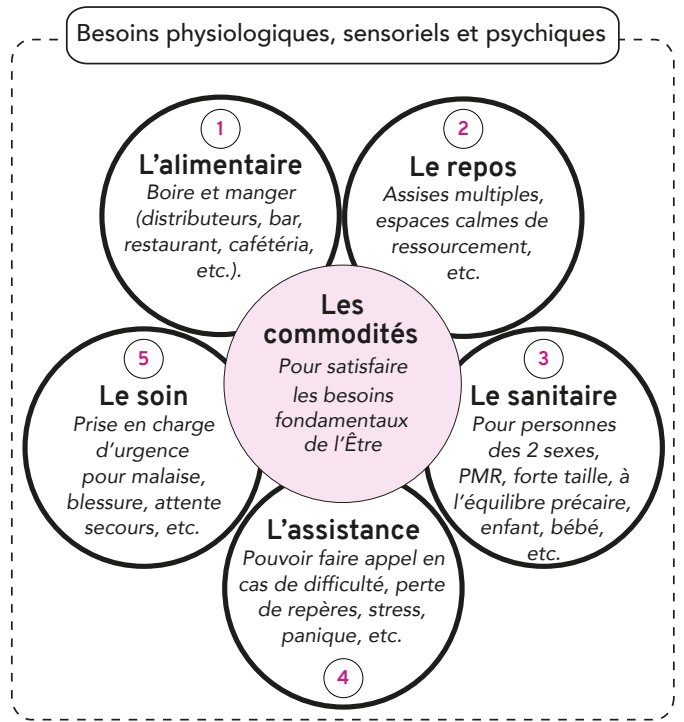 Besoins physiologiques, sensoriels et psychiques
1
L'alimentaire
Boire et manger
(distributeurs, bar,
restaurant, cafétéria,
etc.).
2
Le repos
Assises multiples,
espaces calmes de
ressourcement,
etc.
Les
commodités
Pour satisfaire
les besoins
fondamentaux
de l'Être
3
Le sanitaire
Pour personnes
des 2 sexes,
PMR, forte taille, à
l'équilibre précaire,
enfant, bébé,
etc.
L'assistance
Pouvoir faire appel en
cas de difficulté, perte
de repères, stress,
panique, etc.
4
5
Le soin
Prise en charge
d'urgence
pour malaise,
blessure, attente
secours, etc.